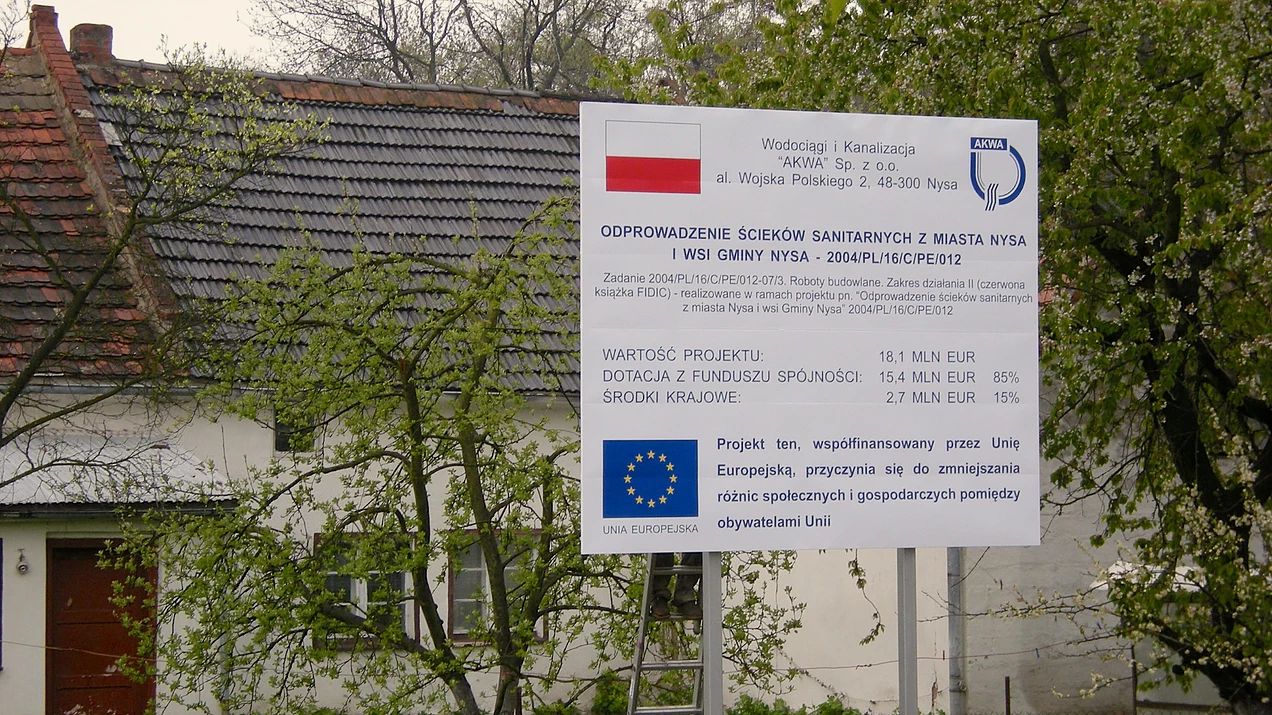 Wodociągi i Kanalizacja
"AKWA" Sp. z o.o.
al. Wojska Polskiego 2, 48-300 Nysa
AKWA
ODPROWADZENIE ŚCIEKÓW SANITARNYCH Z MIASTA NYSA
I WSI GMINY NYSA - 2004/PL/16/C/PE/012
Zadanie 2004/PL/16/C/PE/012-07/3. Roboty budowlane. Zakres działania II (czerwona
książka FIDIC) - realizowane w ramach projektu pn. "Odprowadzenie ścieków sanitarnych
z miasta Nysa i wsi Gminy Nysa" 2004/PL/16/C/PE/012
WARTOŚĆ PROJEKTU: 18,1 MLN EUR
DOTACJA Z FUNDUSZU SPÓJNOŚCI: 15,4 MLN EUR 85%
ŚRODKI KRAJOWE: 2,7 MLN EUR 15%
Projekt ten, współfinansowany przez Unię
Europejską, przyczynia się do zmniejszania
różnic społecznych i gospodarczych pomiędzy
obywatelami Unii
UNIA EUROPEJSKA